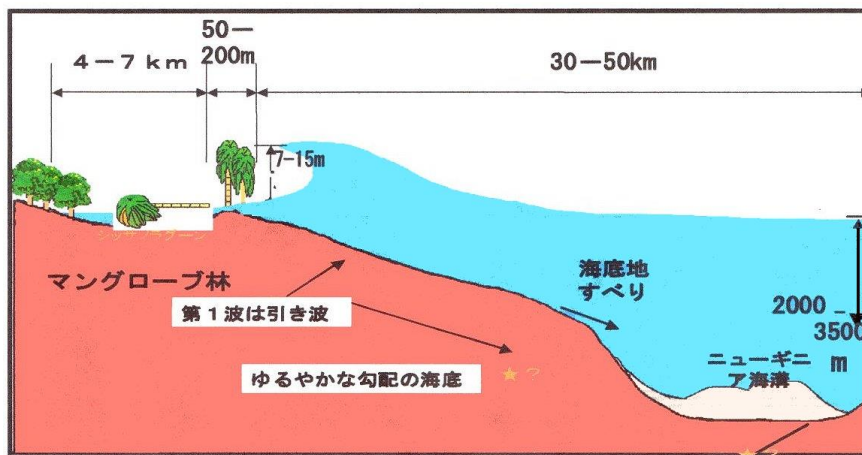 50―
200m
4－7 km
30―50km
7-15m
マングローブ林
海底地
すべり
第1波は引き波
2000 _
3500
m
ニューギニ
ア海溝
ゆるやかな勾配の海底
?
?